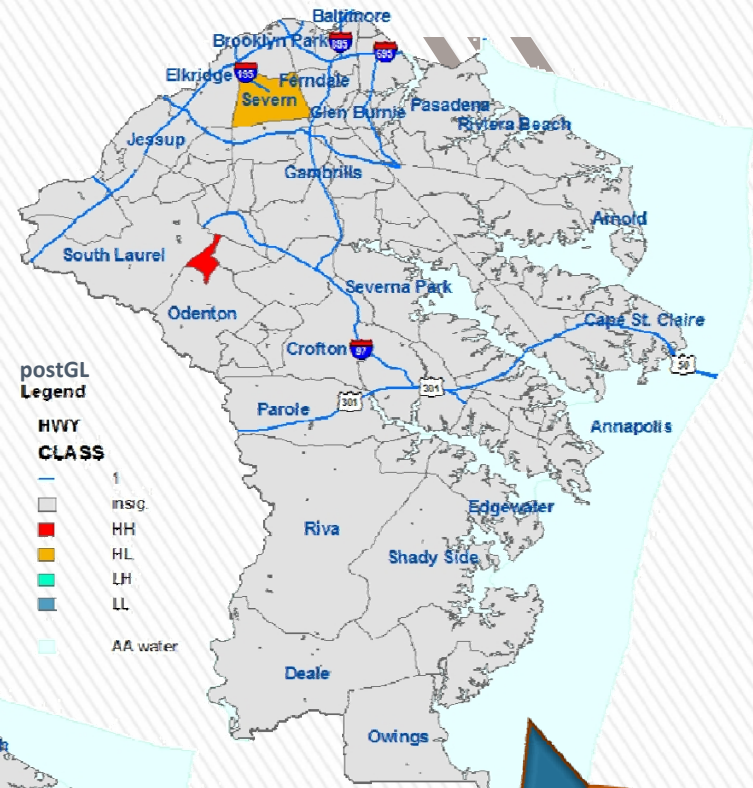 Baltimore
Brooklyn Park
895
695
Elkridge
Ferndale
Severn
Glen Burnie
Pasadena
Riviera Beach
Jessup
Gambrills
Arnold
South Laurel
Severna Park
Odenton
Cape St. Claire
Crofton
97
50
301
301
Parole
Annapolis
Edgewater
Riva
Shady Side
Deale
Owings
postGL
Legend
HWY
CLASS
1
insig.
HH
HL
LH
LL
AA water